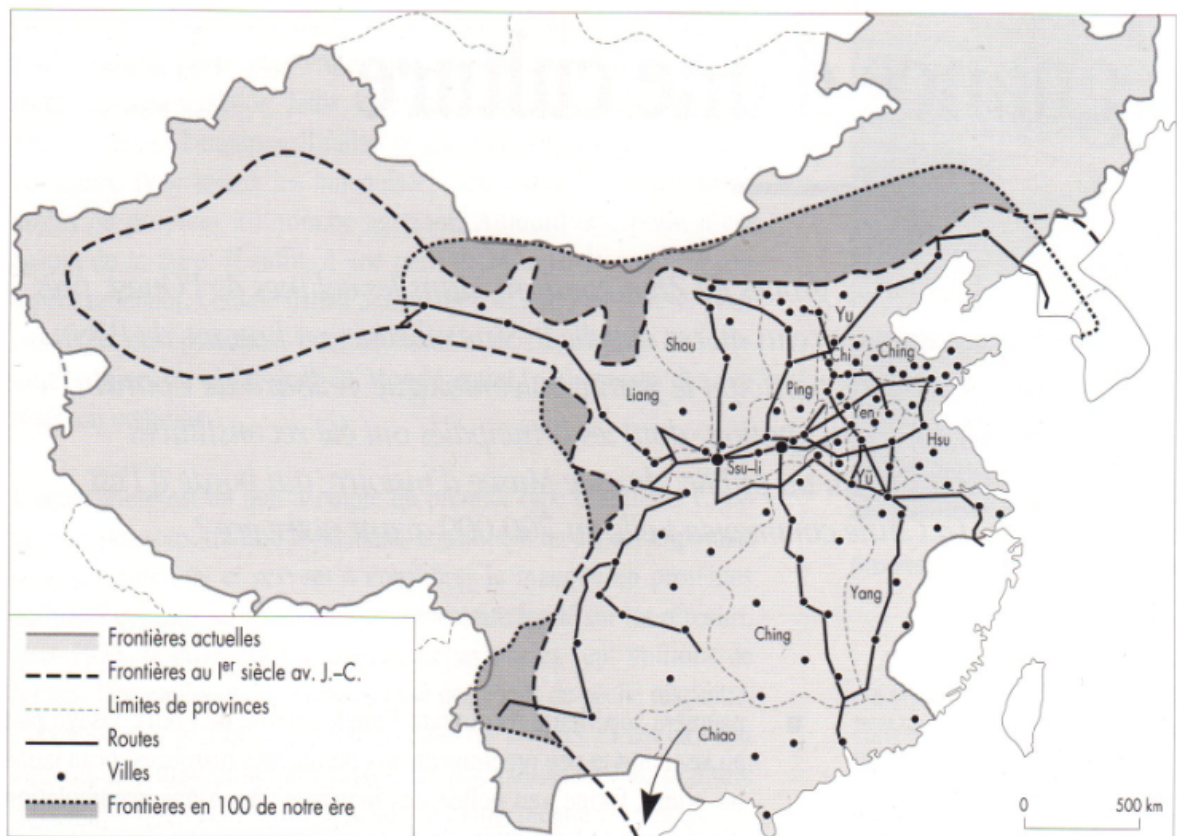 Yu
Shou
Chi
Ching
Ping
Liang
Yen
Hsu
Ssu-li
Yü
Yang
Ching
Chiao
Frontières actuelles
Frontières au Ier siècle av. J.-C.
Limites de provinces
Routes
Villes
Frontières en 100 de notre ère
0 500 km